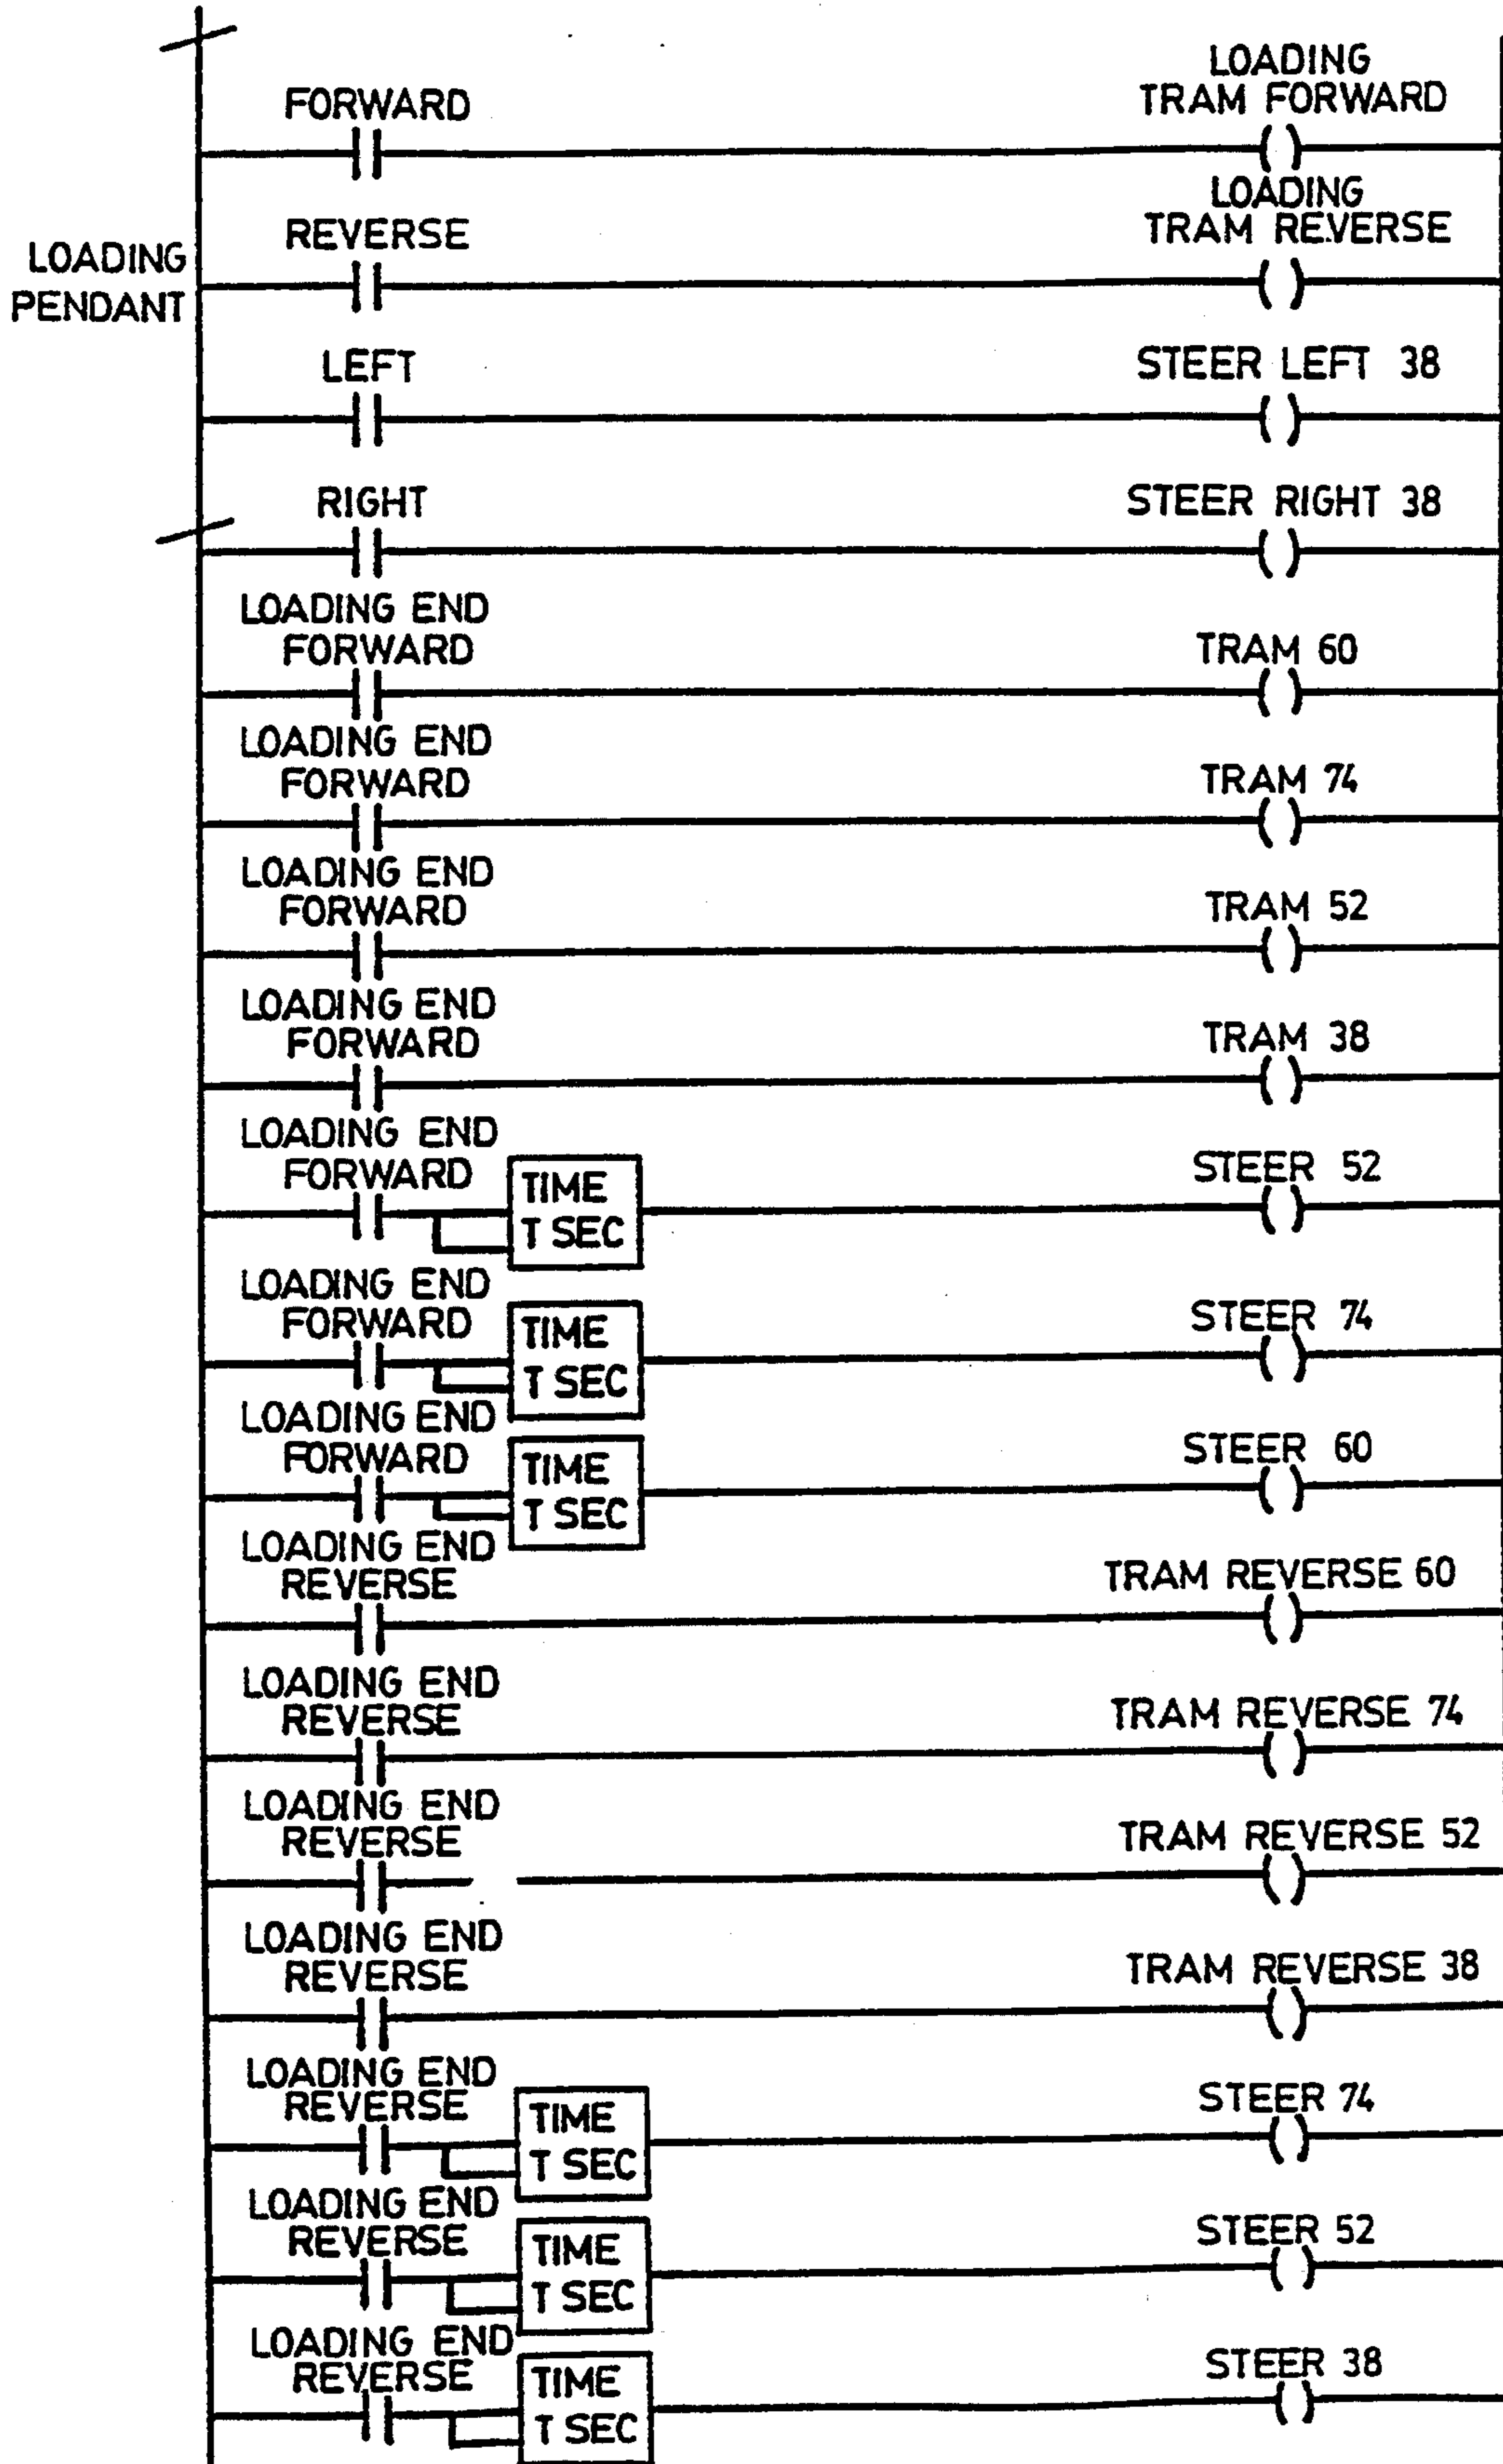 LOADING
TRAM FORWARD
FORWARD
LOADING
TRAM REVERSE
REVERSE
LOADING
PENDANT
LEFT
STEER LEFT 38
RIGHT
STEER RIGHT 38
LOADING END
FORWARD
TRAM 60
LOADING END
FORWARD
TRAM 74
LOADING END
FORWARD
TRAM 52
LOADING END
FORWARD
TRAM 38
LOADING END
FORWARD
TIME
T SEC
STEER 52
LOADING END
FORWARD
TIME
T SEC
STEER 74
LOADING END
FORWARD
TIME
T SEC
STEER 60
LOADING END
REVERSE
TRAM REVERSE 60
LOADING END
REVERSE
TRAM REVERSE 74
LOADING END
REVERSE
TRAM REVERSE 52
LOADING END
REVERSE
TRAM REVERSE 38
LOADING END
REVERSE
TIME
T SEC
STEER 74
LOADING END
REVERSE
TIME
T SEC
STEER 52
LOADING END
REVERSE
TIME
T SEC
STEER 38